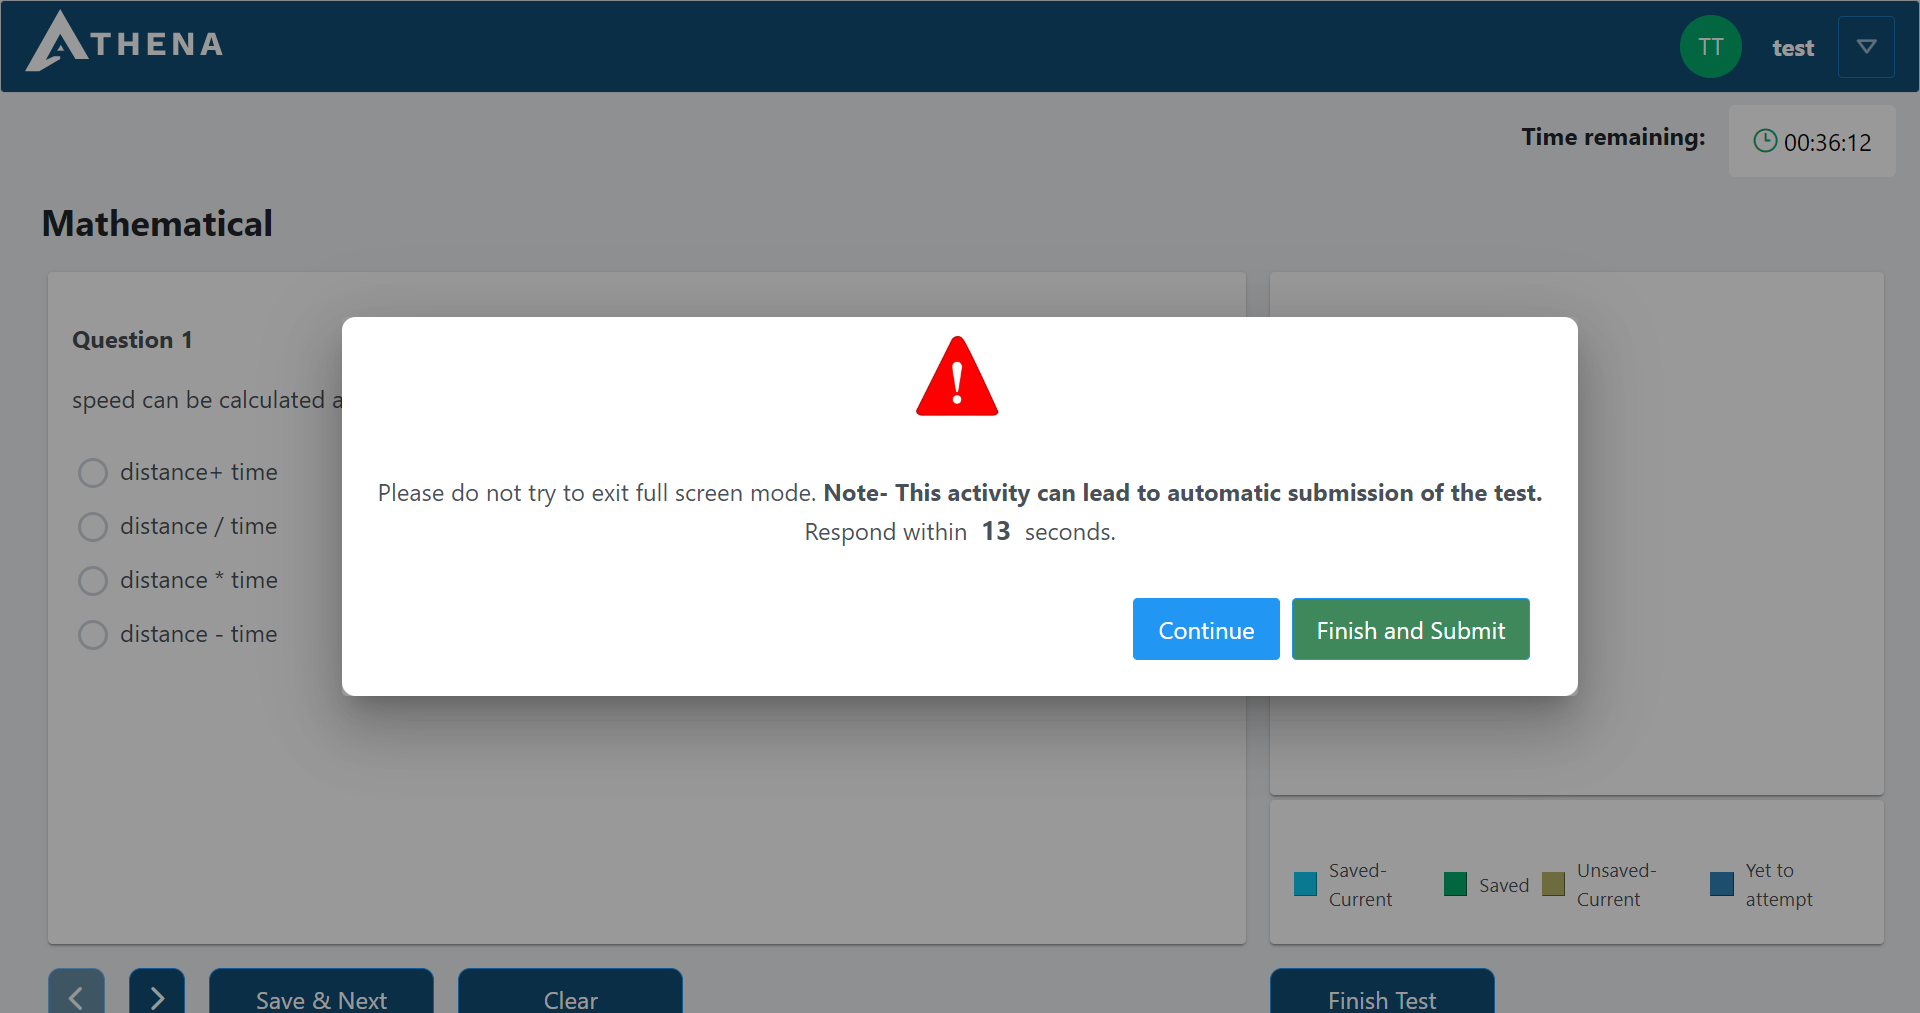 ATHENA
TT
test
Time remaining:
00:36:12
Mathematical
Question 1
speed can be calculated
distance+ time
distance / time
distance * time
distance - time
!
Please do not try to exit full screen mode. Note- This activity can lead to automatic submission of the test.
Respond within 13 seconds.
Continue
Finish and Submit
Saved-
Current
Saved
Unsaved-
Current
Yet to
attempt
Save & Next
Clear
Finish Test